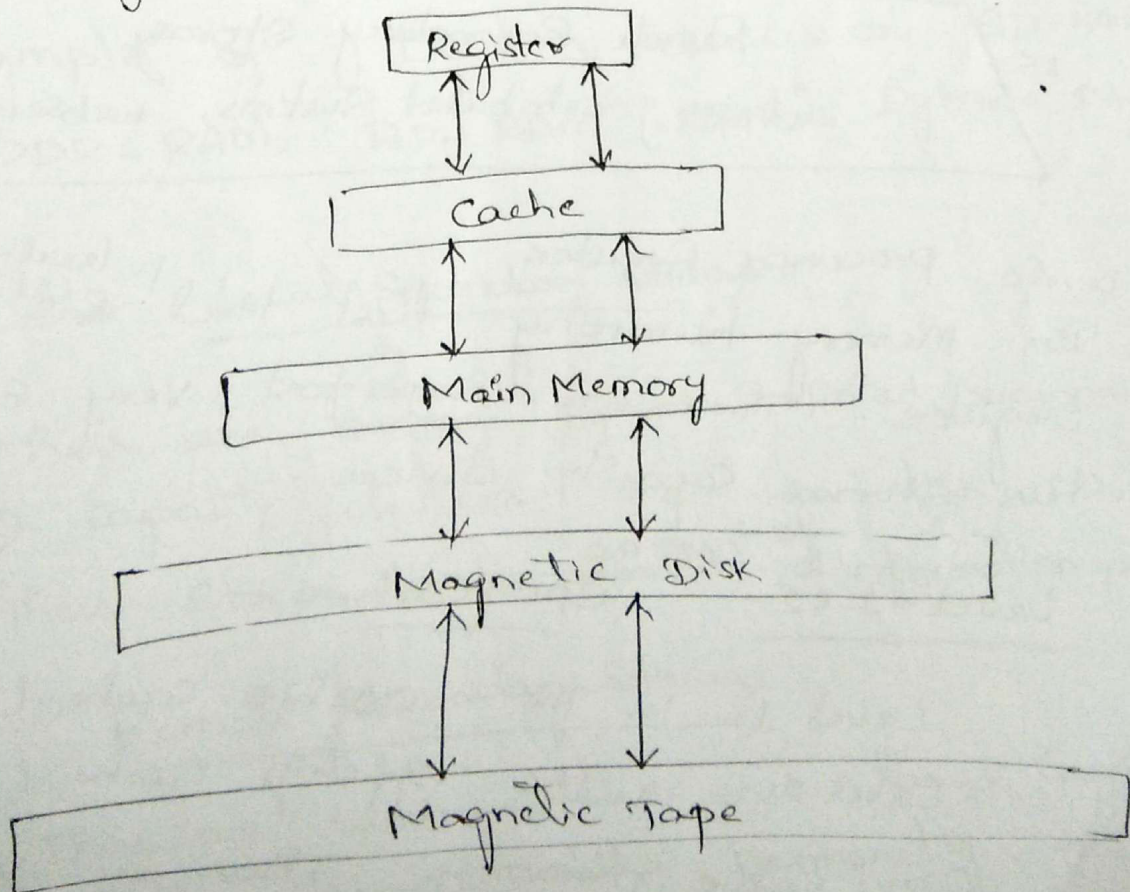 Register
Cache
Main Memory
Magnetic Disk
Magnetic Tape